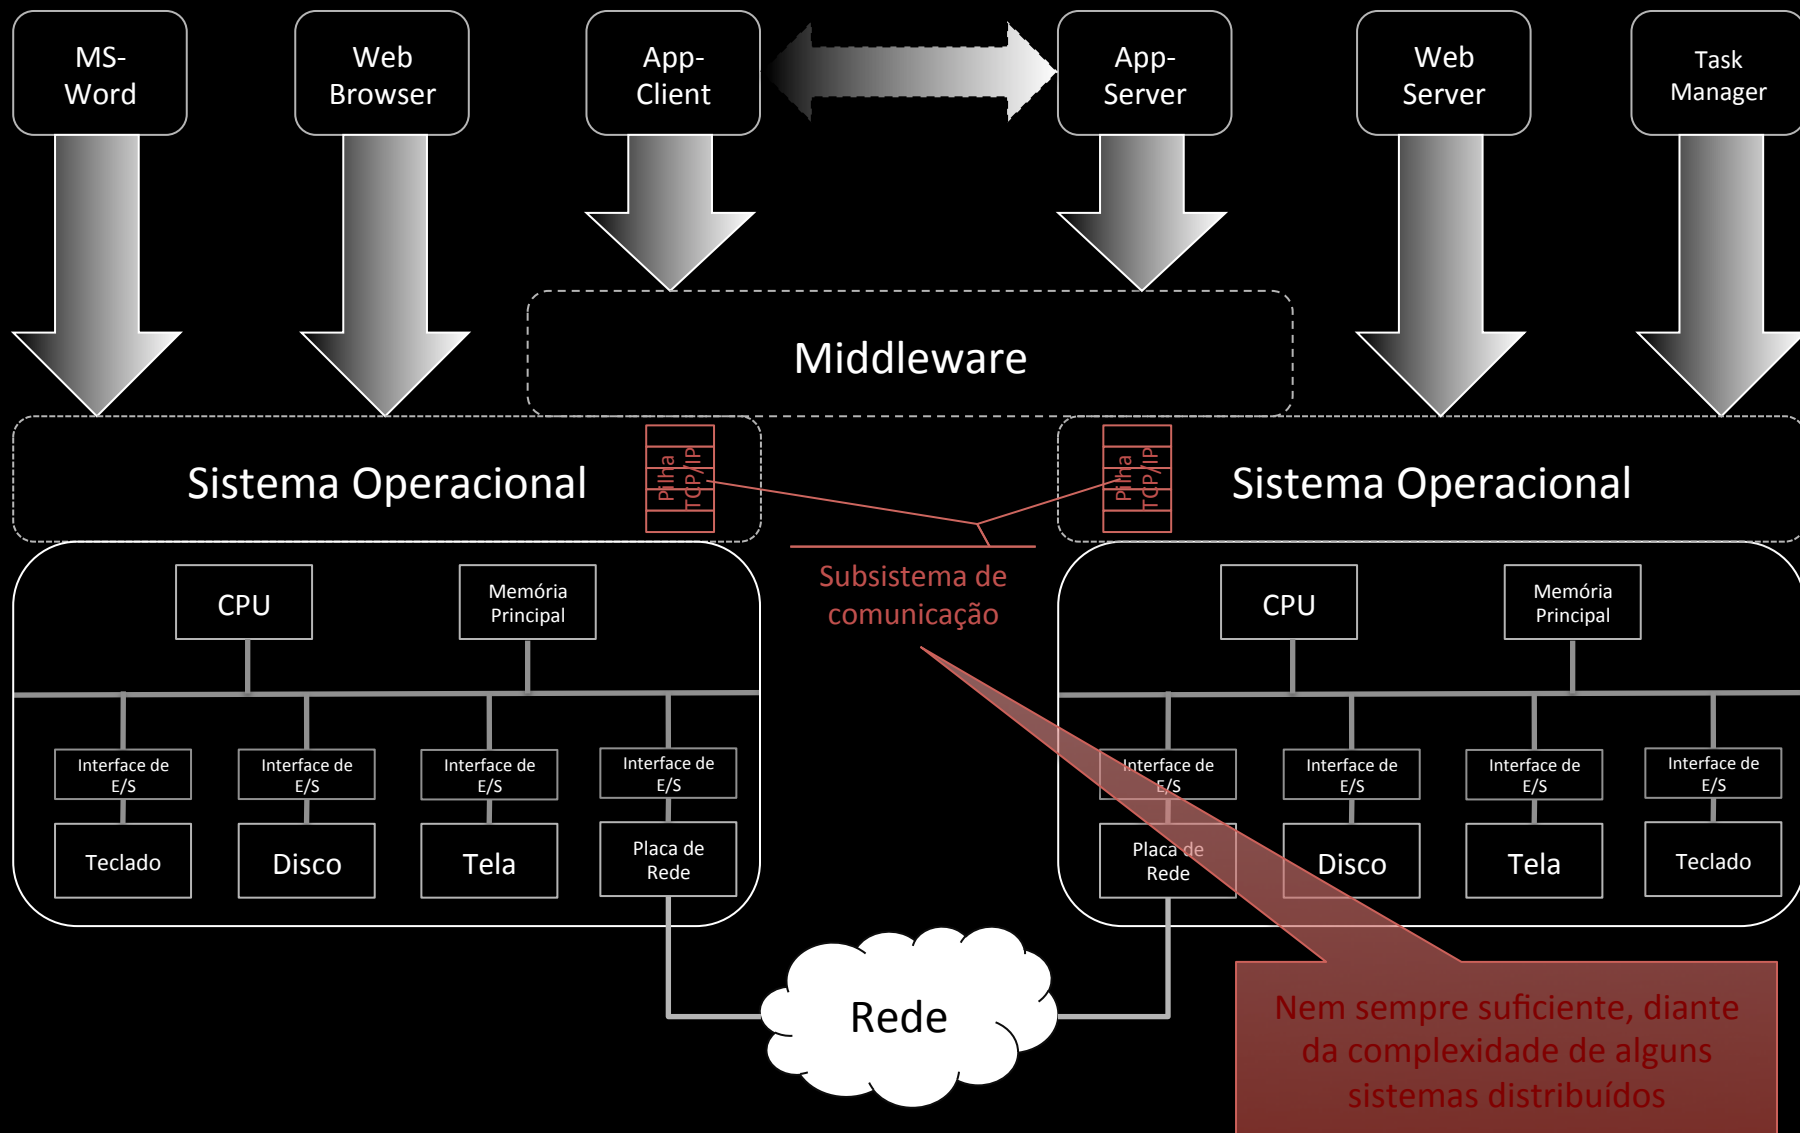 MS-
Word
Web
Browser
App-
Client
App-
Server
Web
Server
Task
Manager
Middleware
Sistema Operacional
Pilha
TCP/IP
Pilha
TCP/IP
Sistema Operacional
Subsistema de
comunicação
CPU
Memória
Principal
Interface de
E/S
Interface de
E/S
Interface de
E/S
Interface de
E/S
Teclado
Disco
Tela
Placa de
Rede
CPU
Memória
Principal
Interface de
E/S
Interface de
E/S
Interface de
E/S
Interface de
E/S
Placa de
Rede
Disco
Tela
Teclado
Rede
Nem sempre suficiente, diante
da complexidade de alguns
sistemas distribuídos